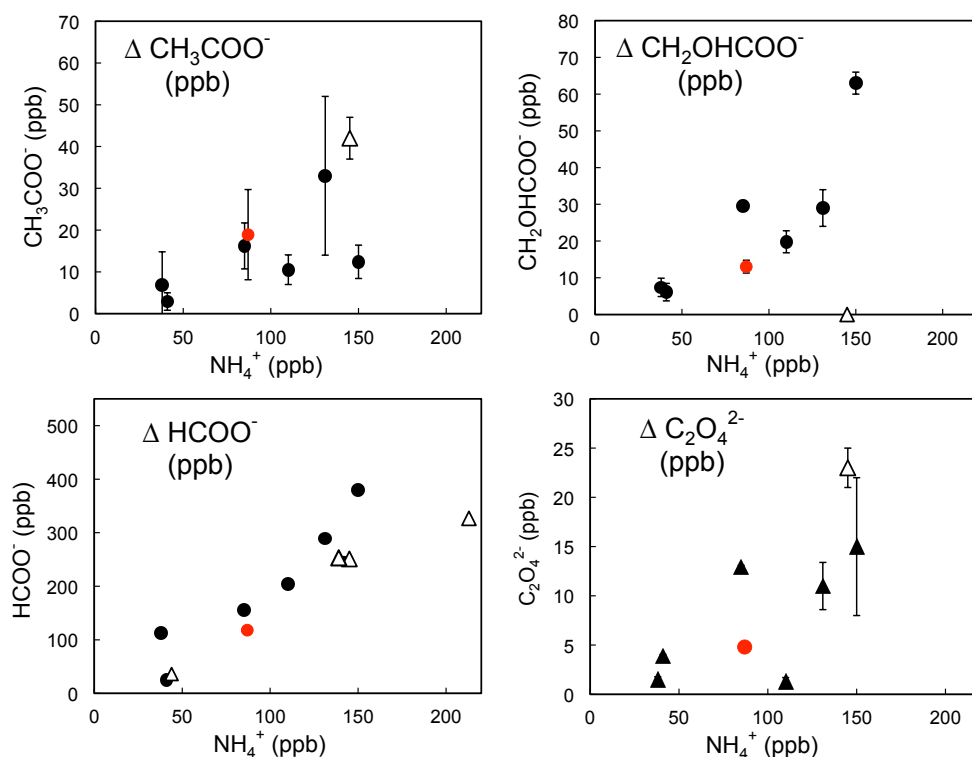 Δ CH₃COO⁻
(ppb)
CH₃COO⁻ (ppb)
70
60
50
40
30
20
10
0
0 50 100 150 200
NH₄⁺ (ppb)
Δ CH₂OHCOO⁻
(ppb)
CH₂OHCOO⁻ (ppb)
80
70
60
50
40
30
20
10
0
0 50 100 150 200
NH₄⁺ (ppb)
Δ HCOO⁻
(ppb)
HCOO⁻ (ppb)
500
400
300
200
100
0
0 50 100 150 200
NH₄⁺ (ppb)
Δ C₂O₄²⁻
(ppb)
C₂O₄²⁻ (ppb)
30
25
20
15
10
5
0
0 50 100 150 200
NH₄⁺ (ppb)